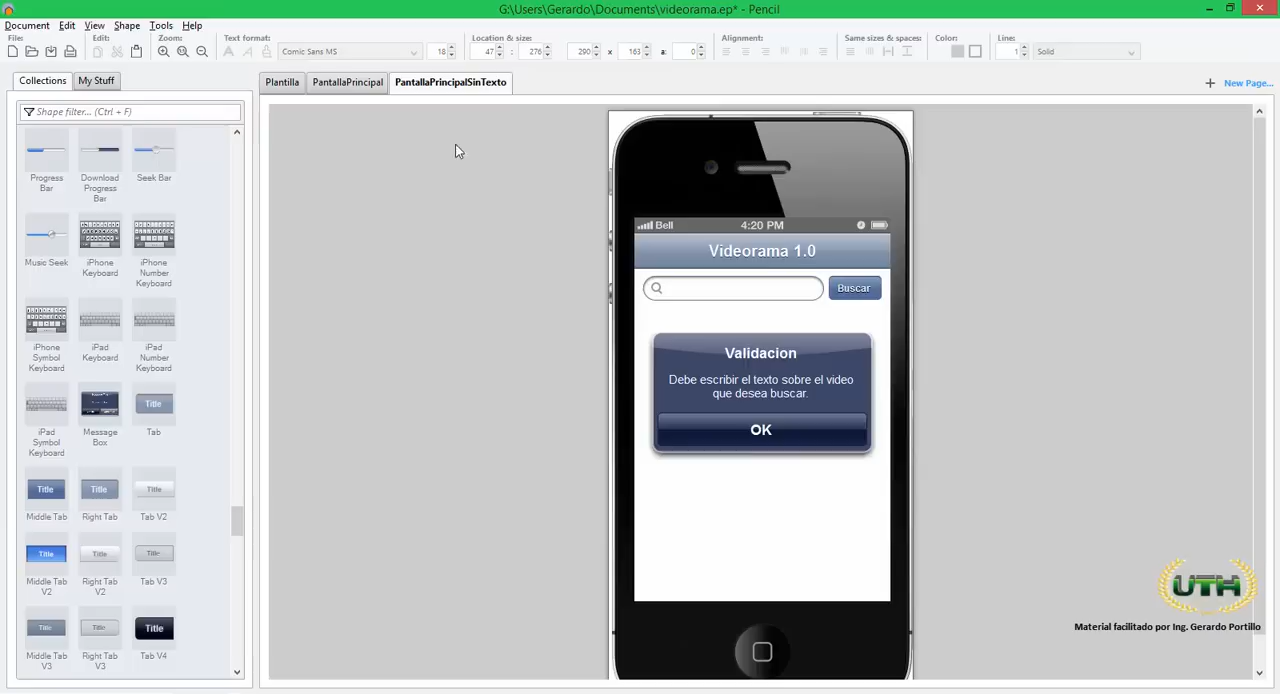 G:\Users\Gerardo\Documents\videorama.ep* - Pencil
Document Edit View Shape Tools Help
File: Edit: Zoom: Text format: Location & size: Alignment: Same sizes & spaces: Color: Line:
Comic Sans MS 18 47 : 276 290 x 163 a: 0 1 Solid
Collections My Stuff
Plantilla PantallaPrincipal PantallaPrincipalSinTexto
New Page...
Shape filter... (Ctrl + F)
Progress Bar
Download Progress Bar
Seek Bar
Music Seek
iPhone Keyboard
iPhone Number Keyboard
iPhone Symbol Keyboard
iPad Keyboard
iPad Number Keyboard
iPad Symbol Keyboard
Message Box
Title
Tab
Title
Middle Tab
Title
Right Tab
Title
Tab V2
Title
Middle Tab V2
Title
Right Tab V2
Title
Tab V3
Title
Middle Tab V3
Title
Right Tab V3
Title
Tab V4
Bell 4:20 PM
Videorama 1.0
Buscar
Validacion
Debe escribir el texto sobre el video
que desea buscar.
OK
UTH
Material facilitado por Ing. Gerardo Portillo